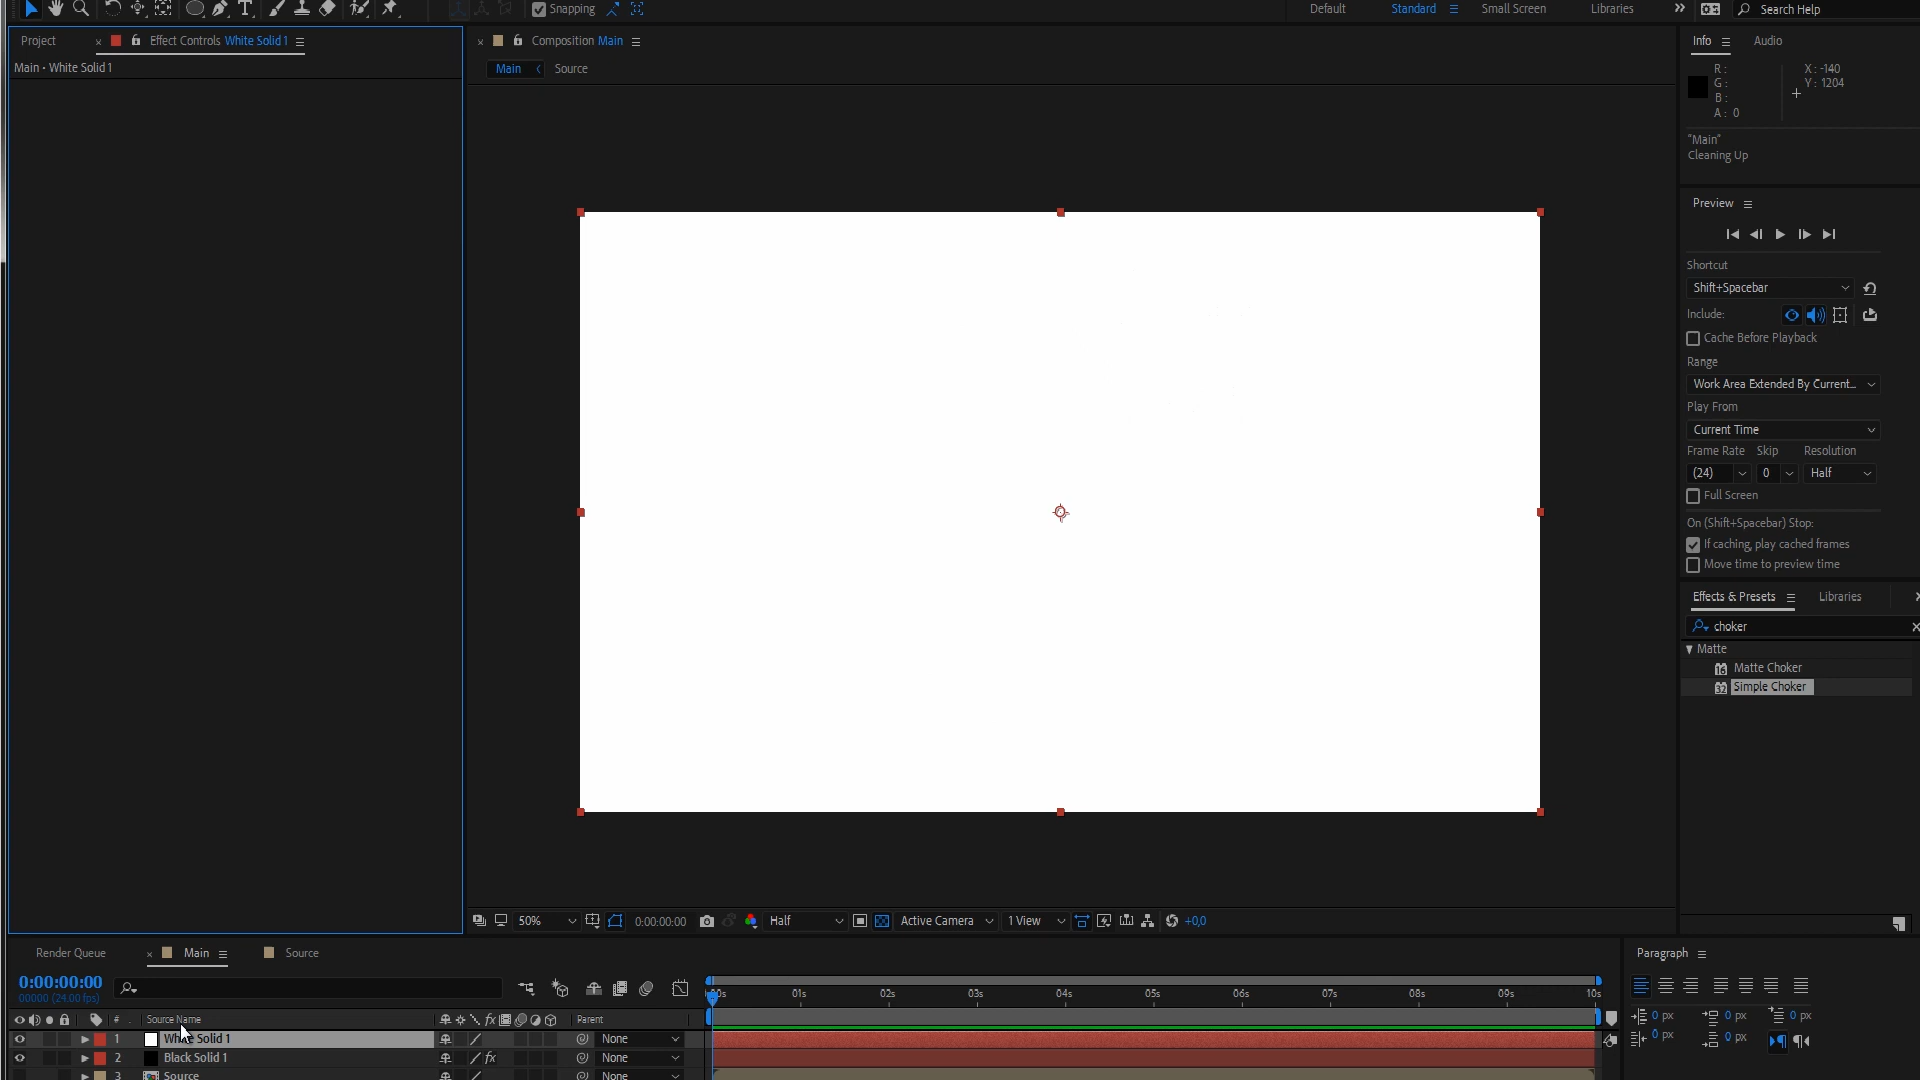 Snapping
Default
Standard
Small Screen
Libraries
Search Help
Project
Effect Controls White Solid 1
Main • White Solid 1
Composition Main
Main
Source
Info
Audio
R :
G :
B :
A : 0
X : -140
Y : 1204
"Main"
Cleaning Up
Preview
Shortcut
Shift+Spacebar
Include:
Cache Before Playback
Range
Work Area Extended By Current...
Play From
Current Time
Frame Rate Skip Resolution
(24) 0 Half
Full Screen
On (Shift+Spacebar) Stop:
If caching, play cached frames
Move time to preview time
Effects & Presets
Libraries
choker
Matte
Matte Choker
Simple Choker
50%
0:00:00:00
Half
Active Camera
1 View
+0,0
Render Queue
Main
Source
0:00:00:00
00000 (24.00 fps)
01s 02s 03s 04s 05s 06s 07s 08s 09s 10s
# Source Name fx Parent
1 White Solid 1 None
2 Black Solid 1 fx None
3 Source None
Paragraph
0 px 0 px 0 px
0 px 0 px